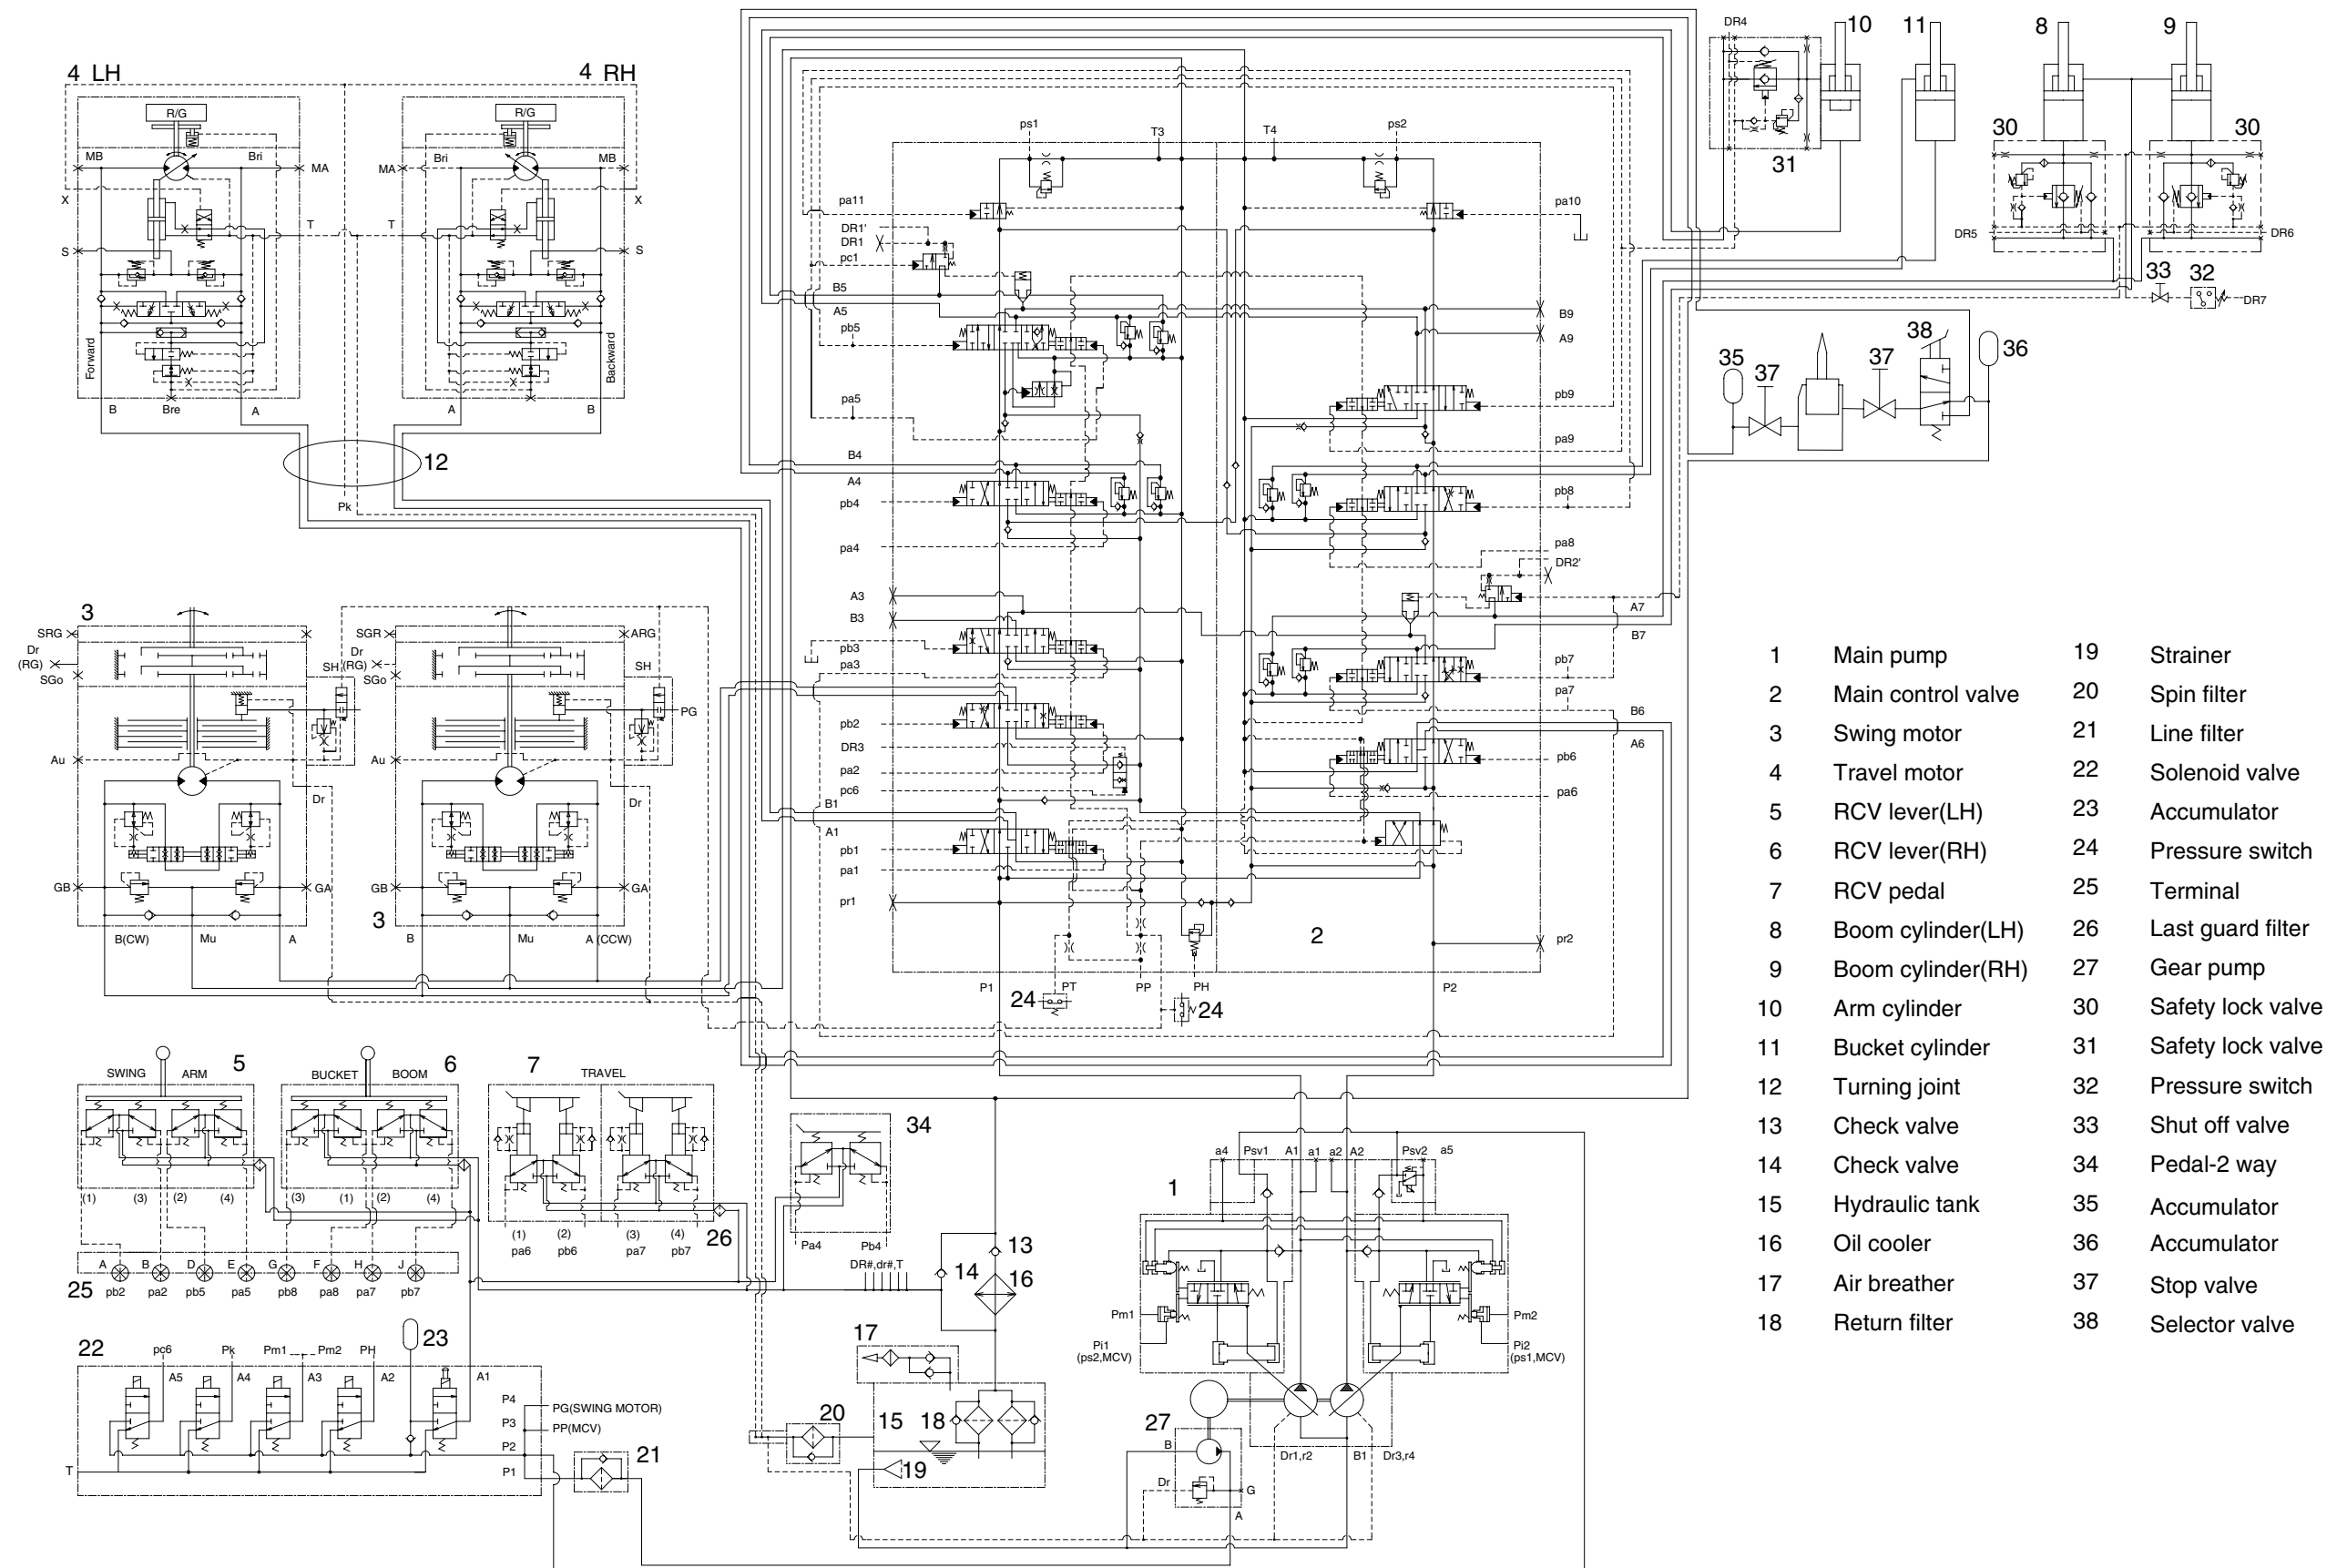 4 LH
4 RH
R/G
R/G
MB
Bri
MA
MA
Bri
MB
X
X
T
T
S
S
Forward
Backward
B
Bre
A
A
B
12
Pk
3
SRG
SGR
ARG
Dr
(RG)
SGo
SH
Dr
(RG)
SGo
SH
PG
Au
Au
Dr
Dr
GB
GA
GB
GA
3
B(CW)
Mu
A
B
Mu
A (CCW)
SWING
ARM
5
BUCKET
BOOM
6
7
TRAVEL
(1)
(3)
(2)
(4)
(3)
(1)
(2)
(4)
(1)
pa6
(2)
pb6
(3)
pa7
(4)
pb7
26
A
B
D
E
G
F
H
J
25
pb2
pa2
pb5
pa5
pb8
pa8
pa7
pb7
34
Pa4
Pb4
DR#,dr#,T
13
14
16
22
pc6
Pk
Pm1
Pm2
PH
23
A5
A4
A3
A2
A1
P4
P3
P2
P1
PG(SWING MOTOR)
PP(MCV)
T
21
20
17
15
18
19
ps1
T3
T4
ps2
pa11
pa10
DR1'
DR1
pc1
B5
A5
pb5
pa5
B4
A4
pb4
pa4
A3
B3
pb3
pa3
pb2
DR3
pa2
pc6
B1
A1
pb1
pa1
pr1
B9
A9
pb9
pa9
pb8
pa8
DR2'
A7
B7
pb7
pa7
B6
A6
pb6
pa6
pr2
2
P1
24
PT
PP
PH
24
P2
1
a4
Psv1
A1
a1
a2
A2
Psv2
a5
Pm1
Pm2
Pi1
(ps2,MCV)
Pi2
(ps1,MCV)
27
B
Dr
G
A
Dr1,r2
B1
Dr3,r4
DR4
10
11
8
9
31
30
30
DR5
DR6
33
32
DR7
35
37
37
38
36
1 Main pump
2 Main control valve
3 Swing motor
4 Travel motor
5 RCV lever(LH)
6 RCV lever(RH)
7 RCV pedal
8 Boom cylinder(LH)
9 Boom cylinder(RH)
10 Arm cylinder
11 Bucket cylinder
12 Turning joint
13 Check valve
14 Check valve
15 Hydraulic tank
16 Oil cooler
17 Air breather
18 Return filter
19 Strainer
20 Spin filter
21 Line filter
22 Solenoid valve
23 Accumulator
24 Pressure switch
25 Terminal
26 Last guard filter
27 Gear pump
30 Safety lock valve
31 Safety lock valve
32 Pressure switch
33 Shut off valve
34 Pedal-2 way
35 Accumulator
36 Accumulator
37 Stop valve
38 Selector valve